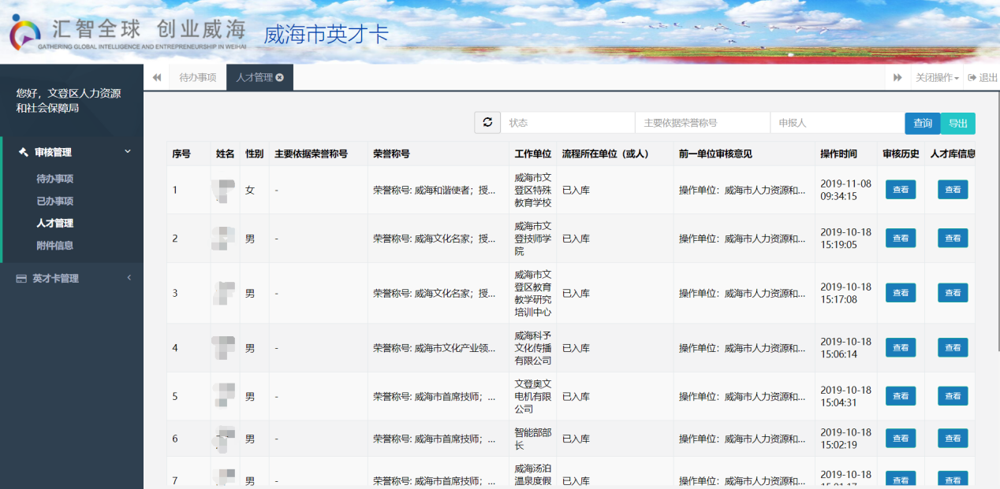 汇智全球 创业威海
GATHERING GLOBAL INTELLIGENCE AND ENTREPRENEURSHIP IN WEIHAI
威海市英才卡
您好，文登区人力资源
和社会保障局
审核管理
待办事项
已办事项
人才管理
附件信息
英才卡管理
待办事项 人才管理 关闭操作 退出
状态 主要依据荣誉称号 申报人 查询 导出
序号 姓名 性别 主要依据荣誉称号 荣誉称号 工作单位 流程所在单位（或人） 前一单位审核意见 操作时间 审核历史 人才库信息
1 女 - 荣誉称号: 威海和谐使者；授... 威海市文
登区特殊
教育学校 已入库 操作单位：威海市人力资源和... 2019-11-08
09:34:15 查看 查看
2 男 - 荣誉称号: 威海文化名家；授... 威海市文
登技师学
院 已入库 操作单位：威海市人力资源和... 2019-10-18
15:19:05 查看 查看
3 男 - 荣誉称号: 威海文化名家；授... 威海市文
登区教育
教学研究
培训中心 已入库 操作单位：威海市人力资源和... 2019-10-18
15:17:08 查看 查看
4 男 - 荣誉称号: 威海市文化产业领... 威海科予
文化传播
有限公司 已入库 操作单位：威海市人力资源和... 2019-10-18
15:06:14 查看 查看
5 男 - 荣誉称号: 威海市首席技师；... 文登奥文
电机有限
公司 已入库 操作单位：威海市人力资源和... 2019-10-18
15:04:31 查看 查看
6 男 - 荣誉称号: 威海市首席技师；... 智能部部
长 已入库 操作单位：威海市人力资源和... 2019-10-18
15:02:19 查看 查看
7 男 - 荣誉称号: 威海市首席技师；... 威海汤泊
温泉度假 已入库 操作单位：威海市人力资源和... 2019-10-18
查看 查看